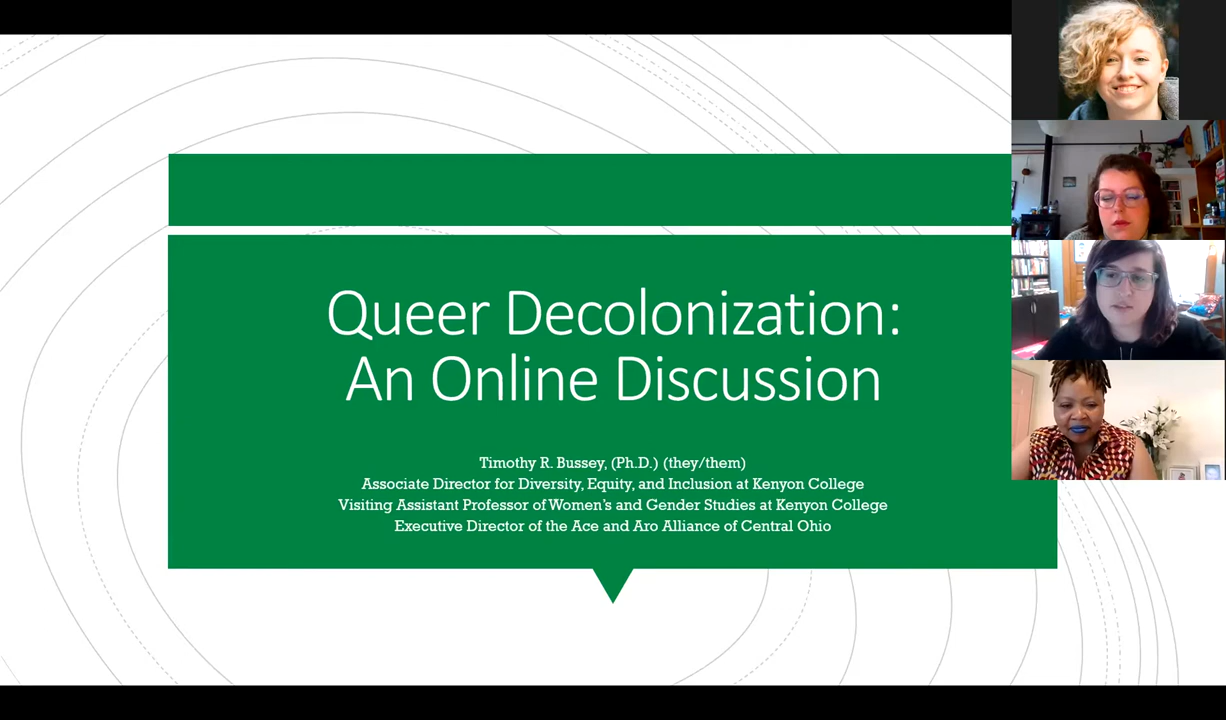 Queer Decolonization:
An Online Discussion
Timothy R. Bussey, (Ph.D.) (they/them)
Associate Director for Diversity, Equity, and Inclusion at Kenyon College
Visiting Assistant Professor of Women's and Gender Studies at Kenyon College
Executive Director of the Ace and Aro Alliance of Central Ohio